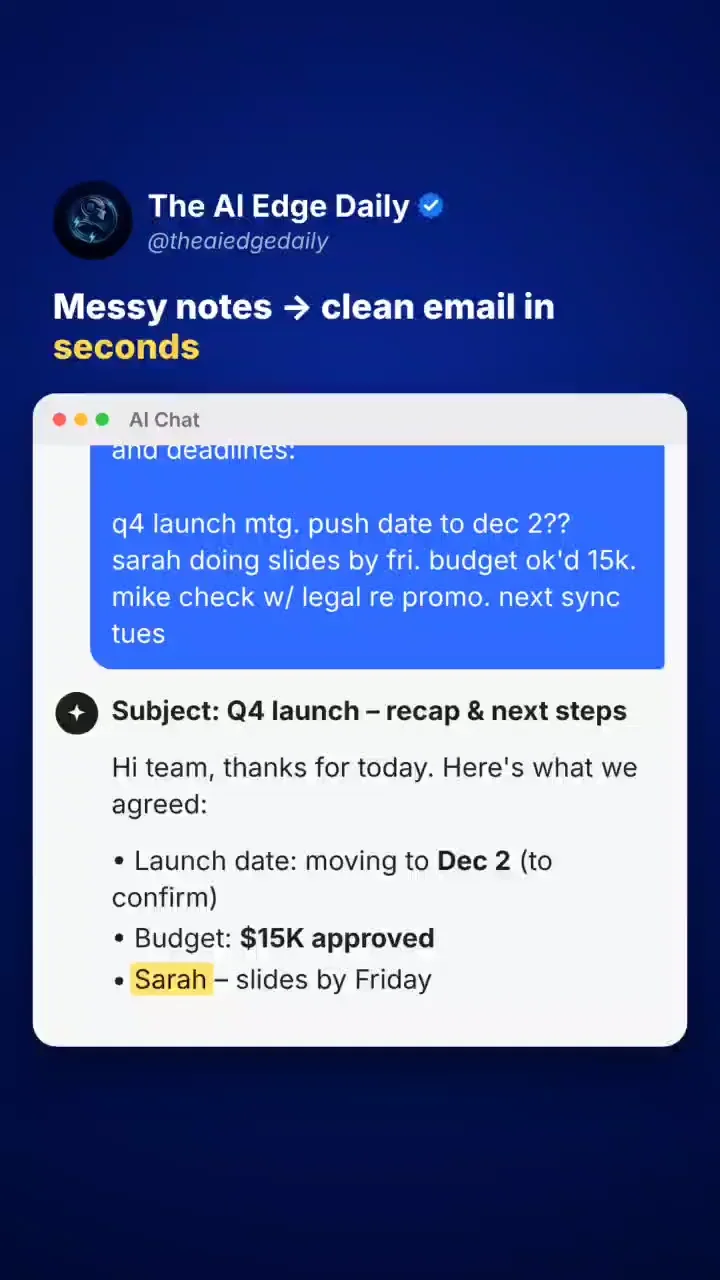 The AI Edge Daily
@theaiedgedaily
Messy notes → clean email in
seconds
AI Chat
and deadlines:
q4 launch mtg. push date to dec 2??
sarah doing slides by fri. budget ok'd 15k.
mike check w/ legal re promo. next sync
tues
Subject: Q4 launch – recap & next steps
Hi team, thanks for today. Here's what we
agreed:
• Launch date: moving to Dec 2 (to
confirm)
• Budget: $15K approved
• Sarah – slides by Friday